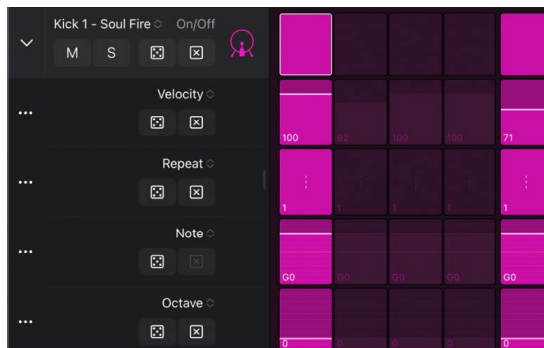 Kick 1 - Soul Fire On/Off
M S
Velocity
100 82 100 100 71
Repeat
1 1 1 1 1
Note
G0 G0 G0 G0 G0
Octave
0 0 0 0 0